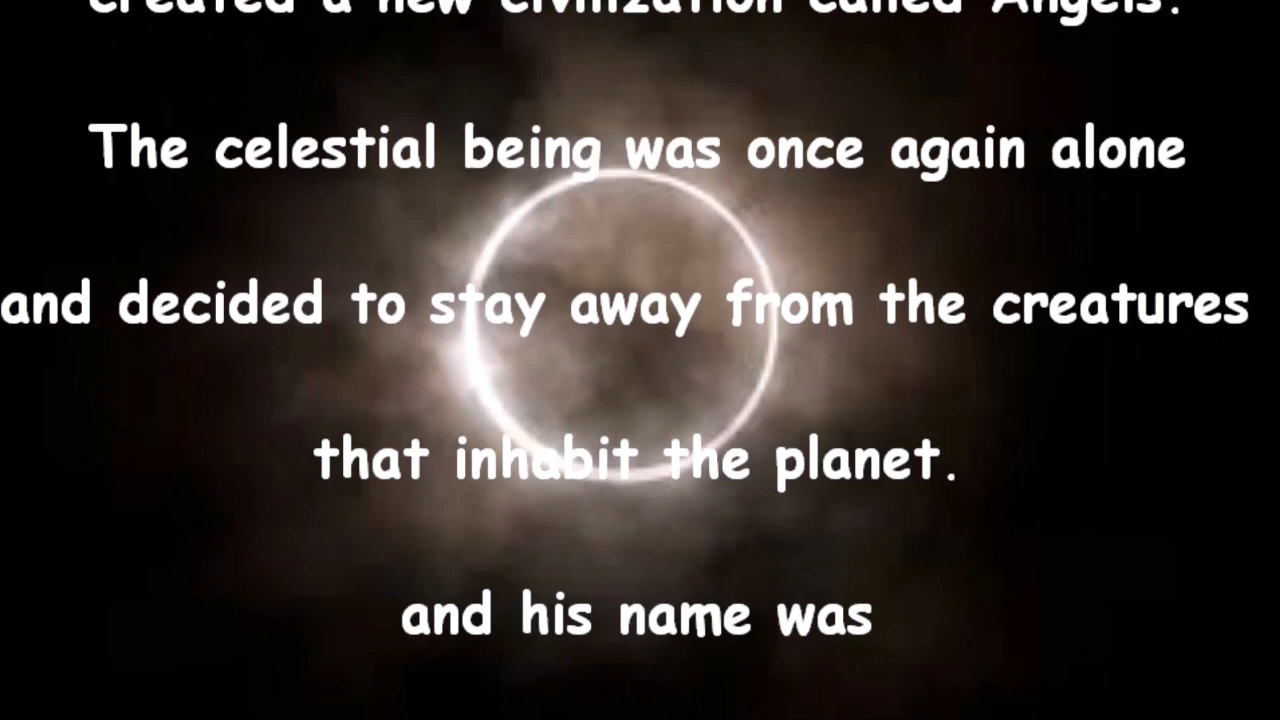 created a new civilization called Angels.
The celestial being was once again alone
and decided to stay away from the creatures
that inhabit the planet.
and his name was